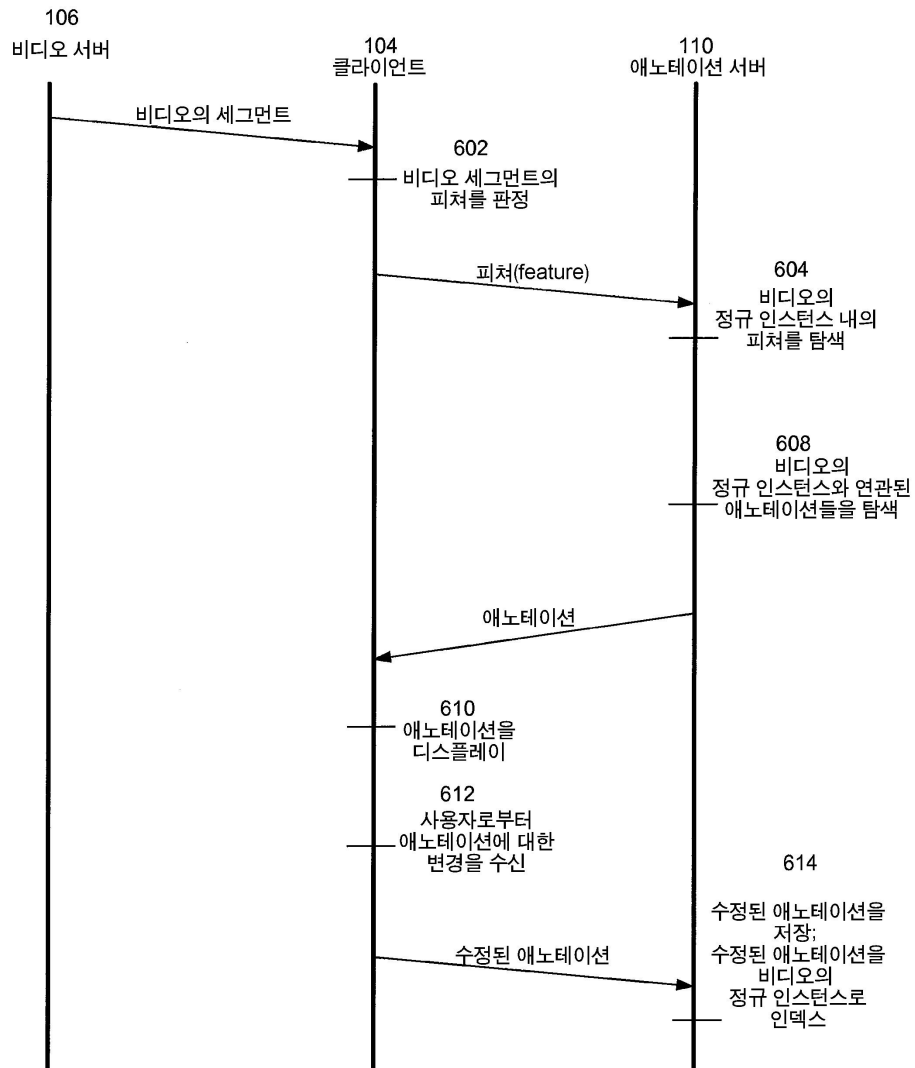 106
비디오 서버
104
클라이언트
110
애노테이션 서버
비디오의 세그먼트
602
비디오 세그먼트의
피쳐를 판정
피쳐(feature)
604
비디오의
정규 인스턴스 내의
피쳐를 탐색
608
비디오의
정규 인스턴스와 연관된
애노테이션들을 탐색
애노테이션
610
애노테이션을
디스플레이
612
사용자로부터
애노테이션에 대한
변경을 수신
614
수정된 애노테이션을
저장;
수정된 애노테이션을
비디오의
정규 인스턴스로
인덱스
수정된 애노테이션